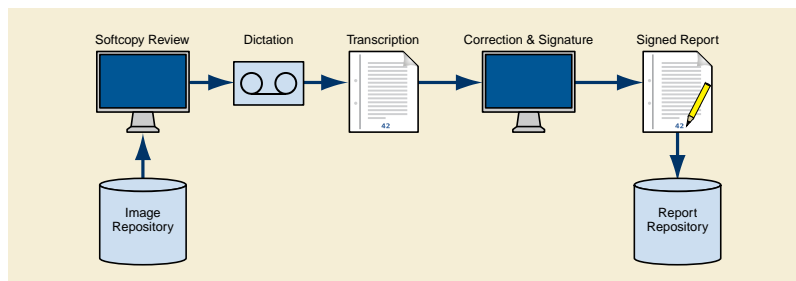 Softcopy Review
Dictation
Transcription
Correction & Signature
Signed Report
42
42
Image
Repository
Report
Repository